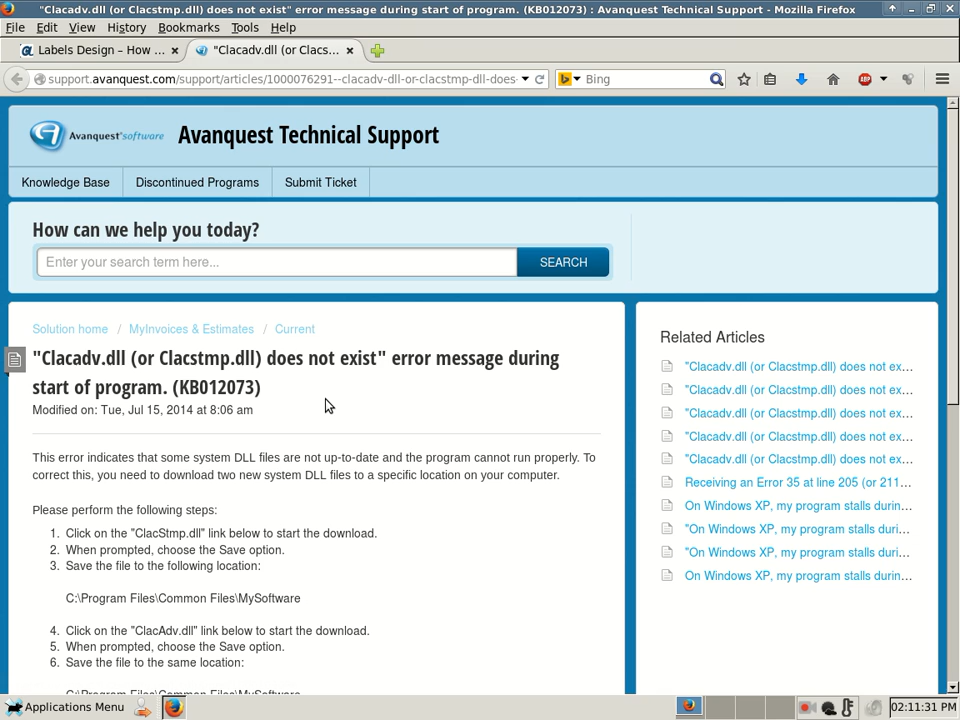 "Clacadv.dll (or Clacstmp.dll) does not exist" error message during start of program. (KB012073) : Avanquest Technical Support - Mozilla Firefox
File Edit View History Bookmarks Tools Help
Labels Design – How ...
"Clacadv.dll (or Clacs...
support.avanquest.com/support/articles/1000076291--clacadv-dll-or-clacstmp-dll-does-
Bing
ABP
Avanquest software
Avanquest Technical Support
Knowledge Base
Discontinued Programs
Submit Ticket
How can we help you today?
Enter your search term here...
SEARCH
Solution home / MyInvoices & Estimates / Current
"Clacadv.dll (or Clacstmp.dll) does not exist" error message during
start of program. (KB012073)
Modified on: Tue, Jul 15, 2014 at 8:06 am
This error indicates that some system DLL files are not up-to-date and the program cannot run properly. To
correct this, you need to download two new system DLL files to a specific location on your computer.
Please perform the following steps:
1. Click on the "ClacStmp.dll" link below to start the download.
2. When prompted, choose the Save option.
3. Save the file to the following location:
C:\Program Files\Common Files\MySoftware
4. Click on the "ClacAdv.dll" link below to start the download.
5. When prompted, choose the Save option.
6. Save the file to the same location:
C:\Program Files\Common Files\MySoftware
Related Articles
"Clacadv.dll (or Clacstmp.dll) does not ex...
"Clacadv.dll (or Clacstmp.dll) does not ex...
"Clacadv.dll (or Clacstmp.dll) does not ex...
"Clacadv.dll (or Clacstmp.dll) does not ex...
"Clacadv.dll (or Clacstmp.dll) does not ex...
Receiving an Error 35 at line 205 (or 211...
On Windows XP, my program stalls durin...
"On Windows XP, my program stalls duri...
"On Windows XP, my program stalls duri...
On Windows XP, my program stalls durin...
Applications Menu
02:11:31 PM